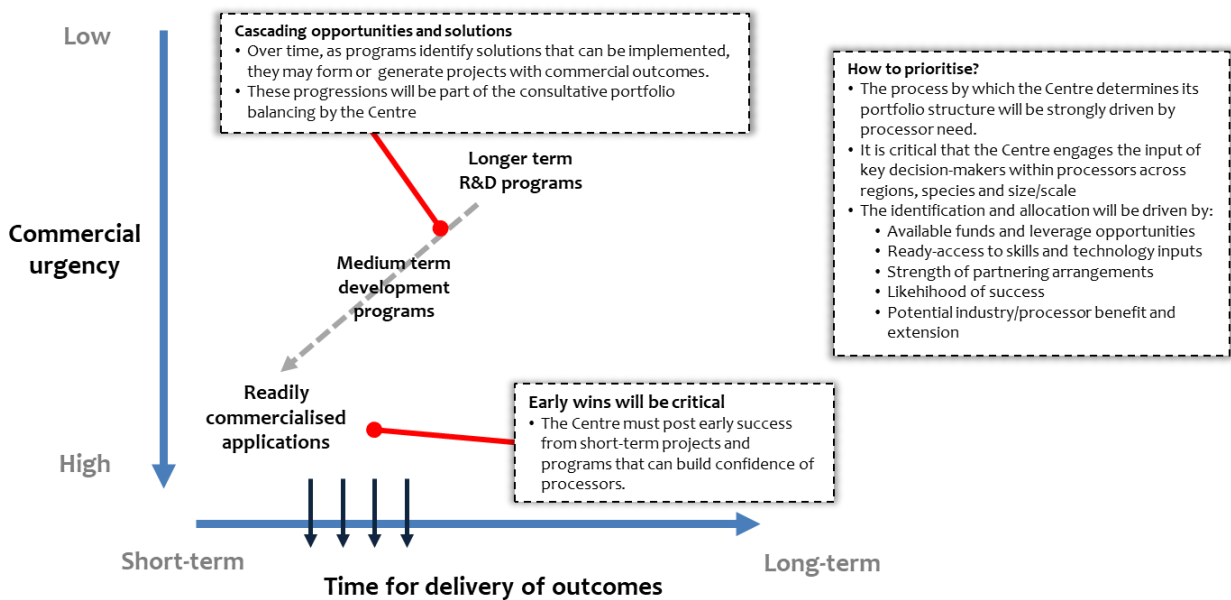 Low
Commercial
urgency
High
Cascading opportunities and solutions
• Over time, as programs identify solutions that can be implemented,
they may form or generate projects with commercial outcomes.
• These progressions will be part of the consultative portfolio
balancing by the Centre
Longer term
R&D programs
Medium term
development
programs
Readily
commercialised
applications
Early wins will be critical
• The Centre must post early success
from short-term projects and
programs that can build confidence of
processors.
How to prioritise?
• The process by which the Centre determines its
portfolio structure will be strongly driven by
processor need.
• It is critical that the Centre engages the input of
key decision-makers within processors across
regions, species and size/scale
• The identification and allocation will be driven by:
• Available funds and leverage opportunities
• Ready-access to skills and technology inputs
• Strength of partnering arrangements
• Likehihood of success
• Potential industry/processor benefit and
extension
Short-term
Time for delivery of outcomes
Long-term